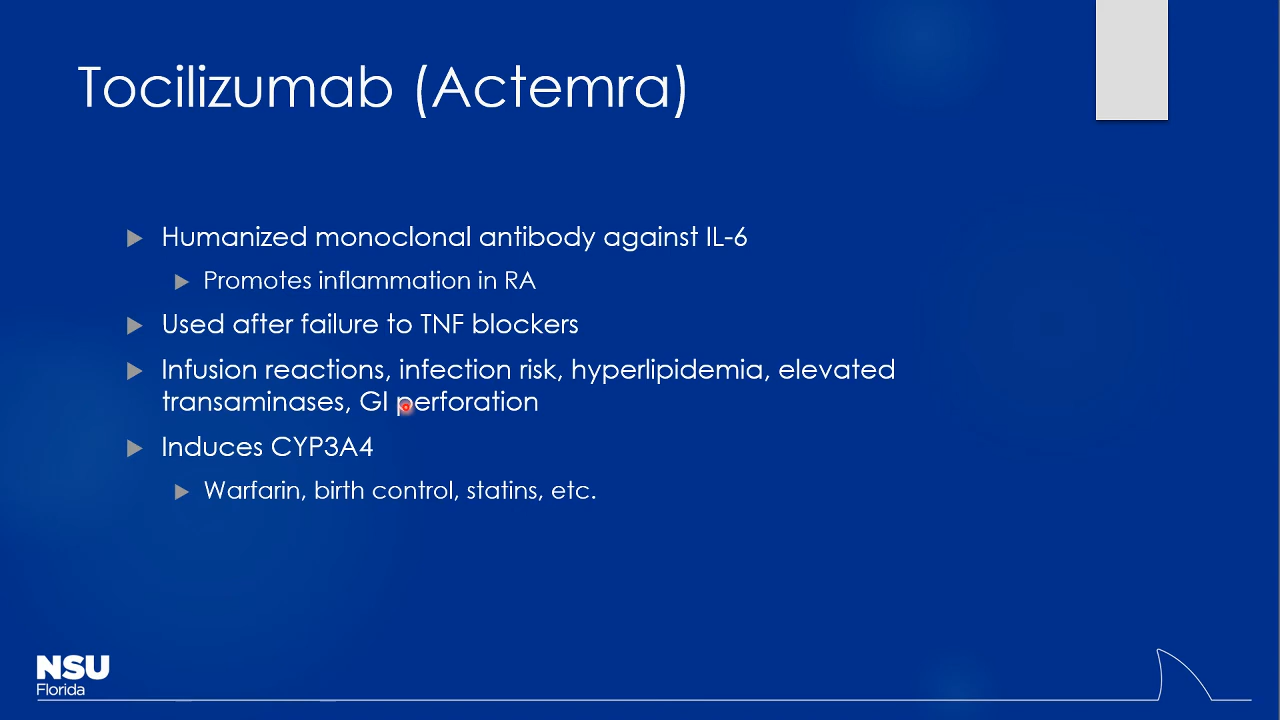 Tocilizumab (Actemra)
Humanized monoclonal antibody against IL-6
Promotes inflammation in RA
Used after failure to TNF blockers
Infusion reactions, infection risk, hyperlipidemia, elevated
transaminases, GI perforation
Induces CYP3A4
Warfarin, birth control, statins, etc.
NSU
Florida